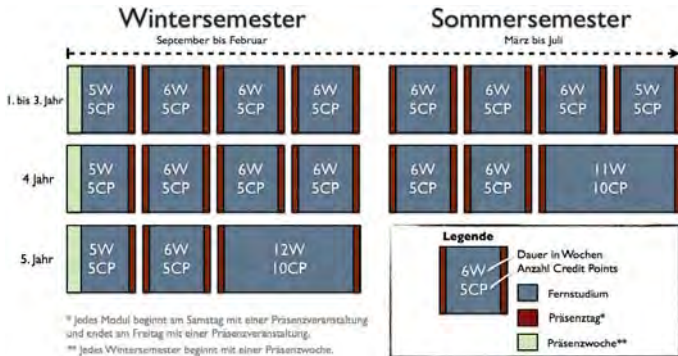 Wintersemester
September bis Februar
Sommersemester
März bis Juli
1. bis 3. Jahr
5W
5CP
6W
5CP
6W
5CP
6W
5CP
6W
5CP
6W
5CP
6W
5CP
5W
5CP
4 Jahr
5W
5CP
6W
5CP
6W
5CP
6W
5CP
6W
5CP
6W
5CP
11W
10CP
5. Jahr
5W
5CP
6W
5CP
12W
10CP
Legende
6W
5CP
Dauer in Wochen
Anzahl Credit Points
Fernstudium
Präsenztag*
Präsenzwoche**
* Jedes Modul beginnt am Samstag mit einer Präsenzveranstaltung
und endet am Freitag mit einer Präsenzveranstaltung.
** Jedes Wintersemester beginnt mit einer Präsenzwoche.